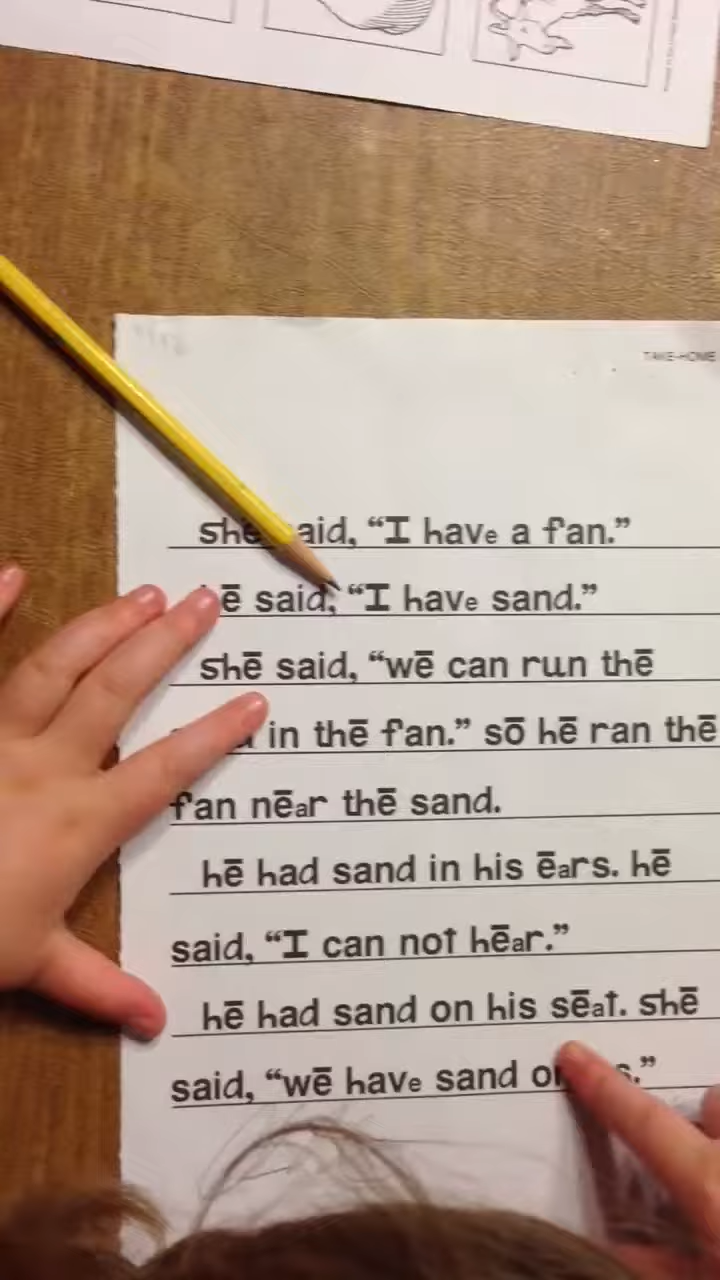 TAKE-HOME
shē said, “I have a fan.”
hē said, “I have sand.”
shē said, “wē can run thē
in thē fan.” sō hē ran thē
fan nēar thē sand.
hē had sand in his ēars. hē
said, “I can not hēar.”
hē had sand on his sēat. shē
said, “wē have sand on